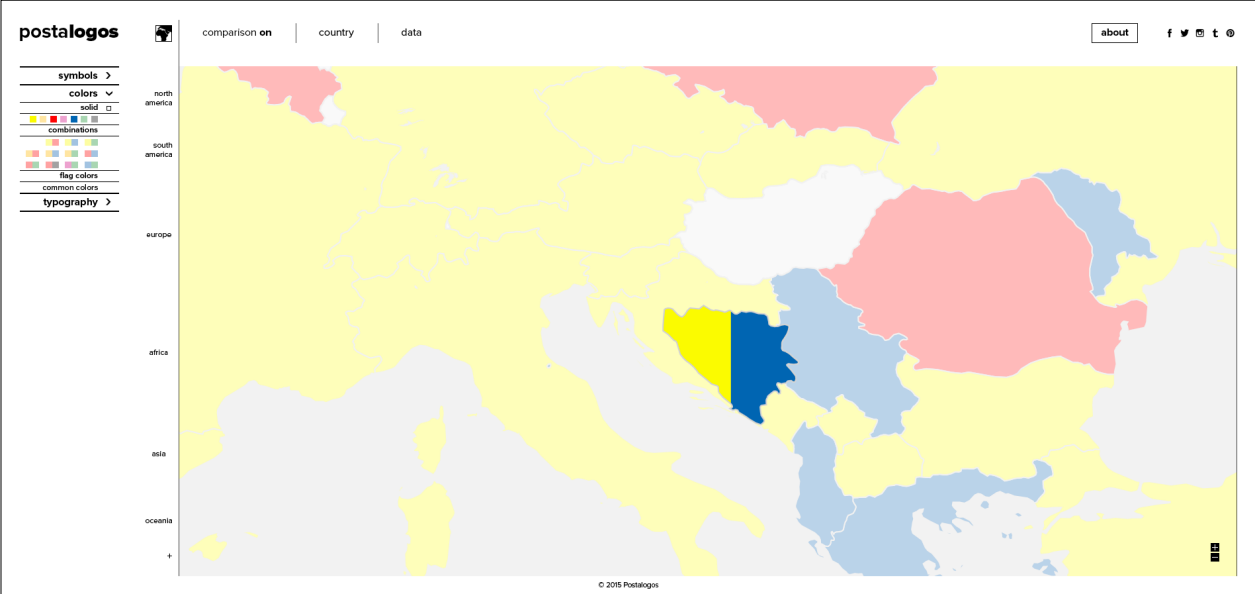 postalogos
comparison on
country
data
about
symbols
colors
solid
combinations
flag colors
common colors
typography
north
america
south
america
europe
africa
asia
oceania
+
© 2015 Postalogos